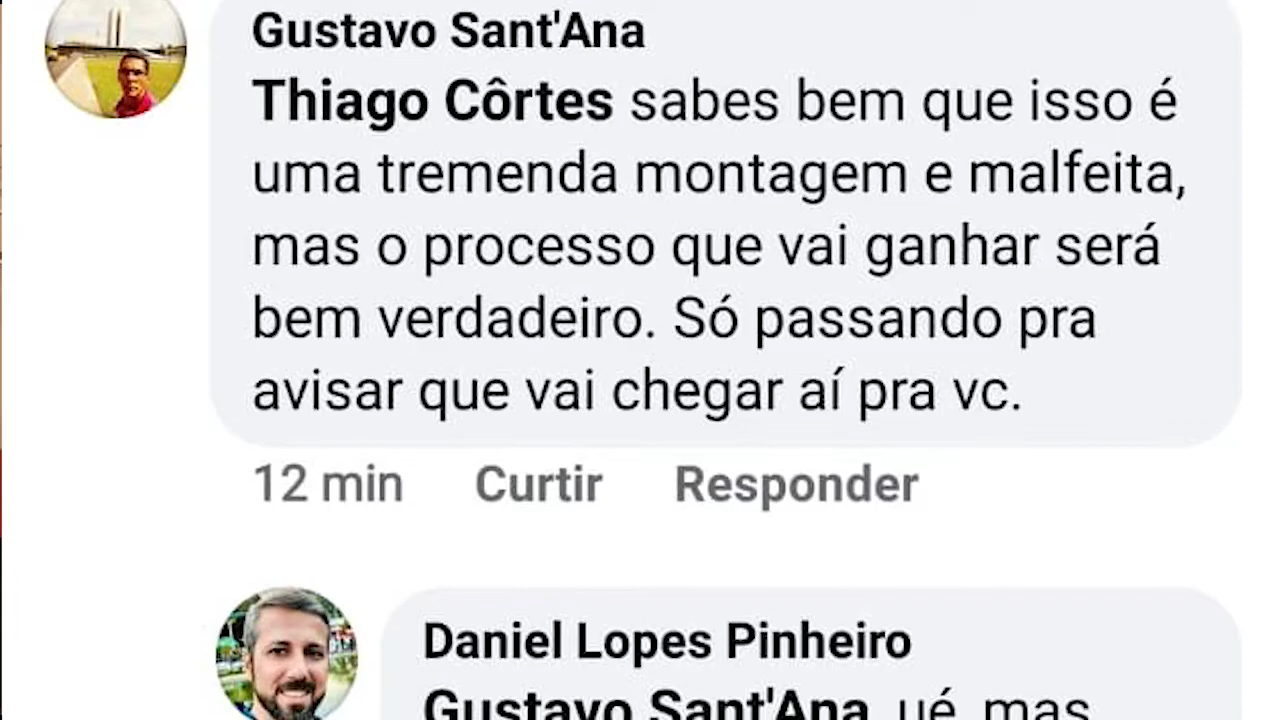 Gustavo Sant'Ana
Thiago Côrtes sabes bem que isso é
uma tremenda montagem e malfeita,
mas o processo que vai ganhar será
bem verdadeiro. Só passando pra
avisar que vai chegar aí pra vc.
12 min Curtir Responder
Daniel Lopes Pinheiro
Gustavo Sant'Ana, ué, mas